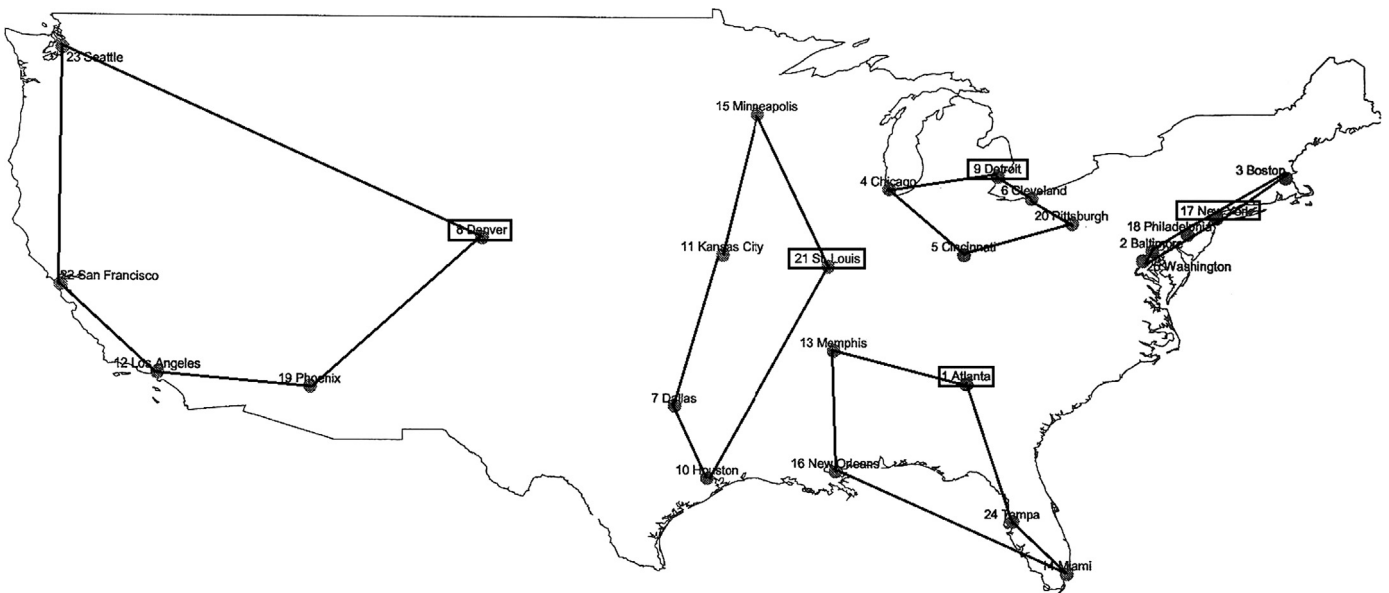 23 Seattle
15 Minneapolis
9 Detroit
3 Boston
4 Chicago
6 Cleveland
17 New York
20 Pittsburgh
18 Philadelphia
8 Denver
11 Kansas City
5 Cincinnati
2 Baltimore
21 St. Louis
25 Washington
22 San Francisco
13 Memphis
12 Los Angeles
19 Phoenix
1 Atlanta
7 Dallas
10 Houston
16 New Orleans
24 Tampa
14 Miami